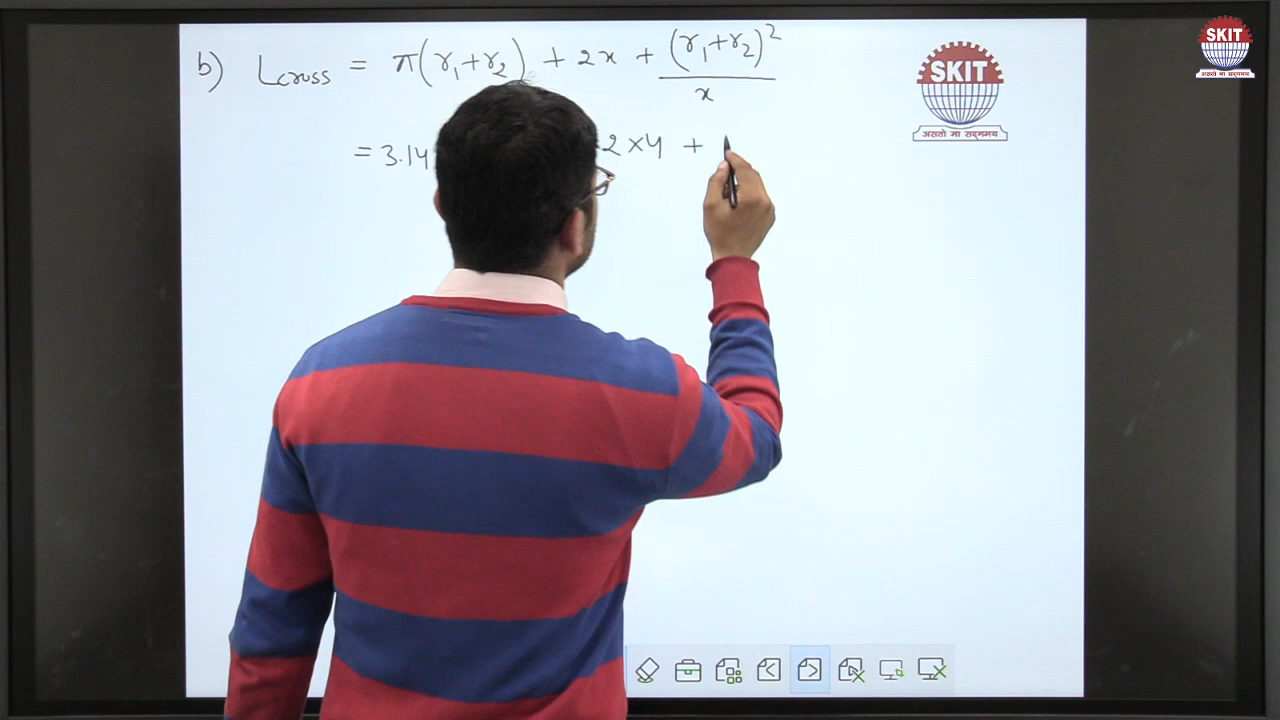 b) Lcross = π(r₁+r₂) + 2x + (r₁+r₂)² / x
= 3.14 2×4 +
SKIT
असतो मा सद्गमय
SKIT
असतो मा सद्गमय